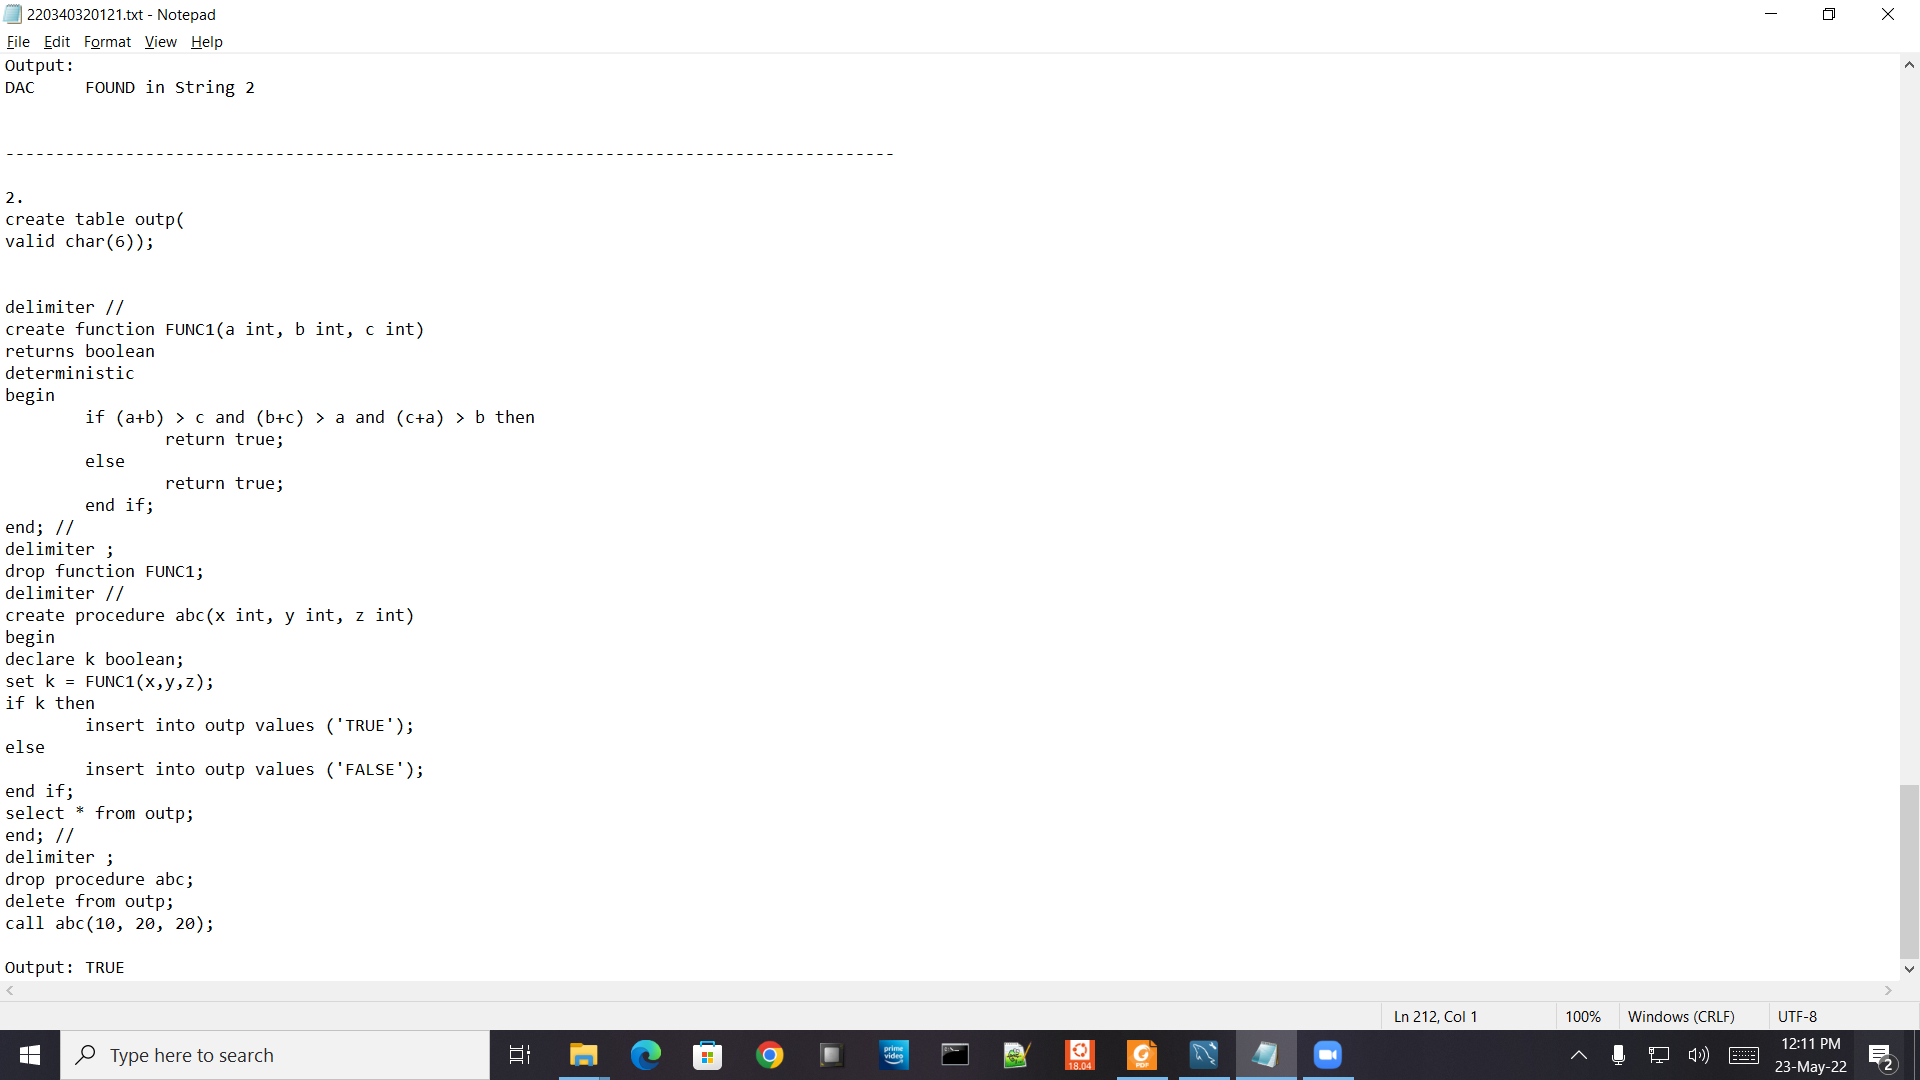 220340320121.txt - Notepad
File Edit Format View Help
Output:
DAC     FOUND in String 2
-----------------------------------------------------------------------------------------
2.
create table outp(
valid char(6));
delimiter //
create function FUNC1(a int, b int, c int)
returns boolean
deterministic
begin
        if (a+b) > c and (b+c) > a and (c+a) > b then
                return true;
        else
                return true;
        end if;
end; //
delimiter ;
drop function FUNC1;
delimiter //
create procedure abc(x int, y int, z int)
begin
declare k boolean;
set k = FUNC1(x,y,z);
if k then
        insert into outp values ('TRUE');
else
        insert into outp values ('FALSE');
end if;
select * from outp;
end; //
delimiter ;
drop procedure abc;
delete from outp;
call abc(10, 20, 20);
Output: TRUE
Ln 212, Col 1 100% Windows (CRLF) UTF-8
Type here to search
prime video
18.04
PDF
12:11 PM
23-May-22
2